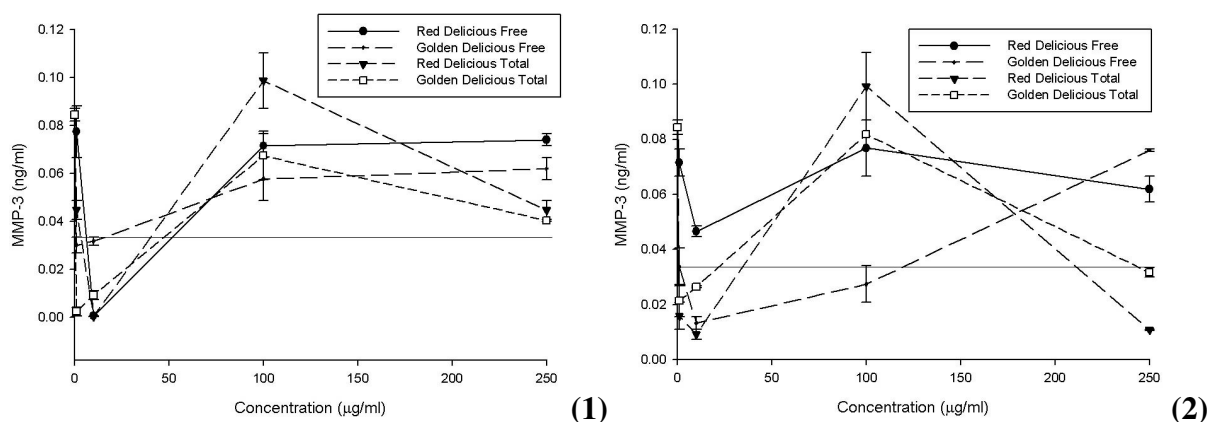 0.12
0.10
0.08
0.06
0.04
0.02
0.00
MMP-3 (ng/ml)
Red Delicious Free
Golden Delicious Free
Red Delicious Total
Golden Delicious Total
0
50
100
150
200
250
Concentration (μg/ml)
(1)
0.12
0.10
0.08
0.06
0.04
0.02
0.00
MMP-3 (ng/ml)
Red Delicious Free
Golden Delicious Free
Red Delicious Total
Golden Delicious Total
0
50
100
150
200
250
Concentration (μg/ml)
(2)